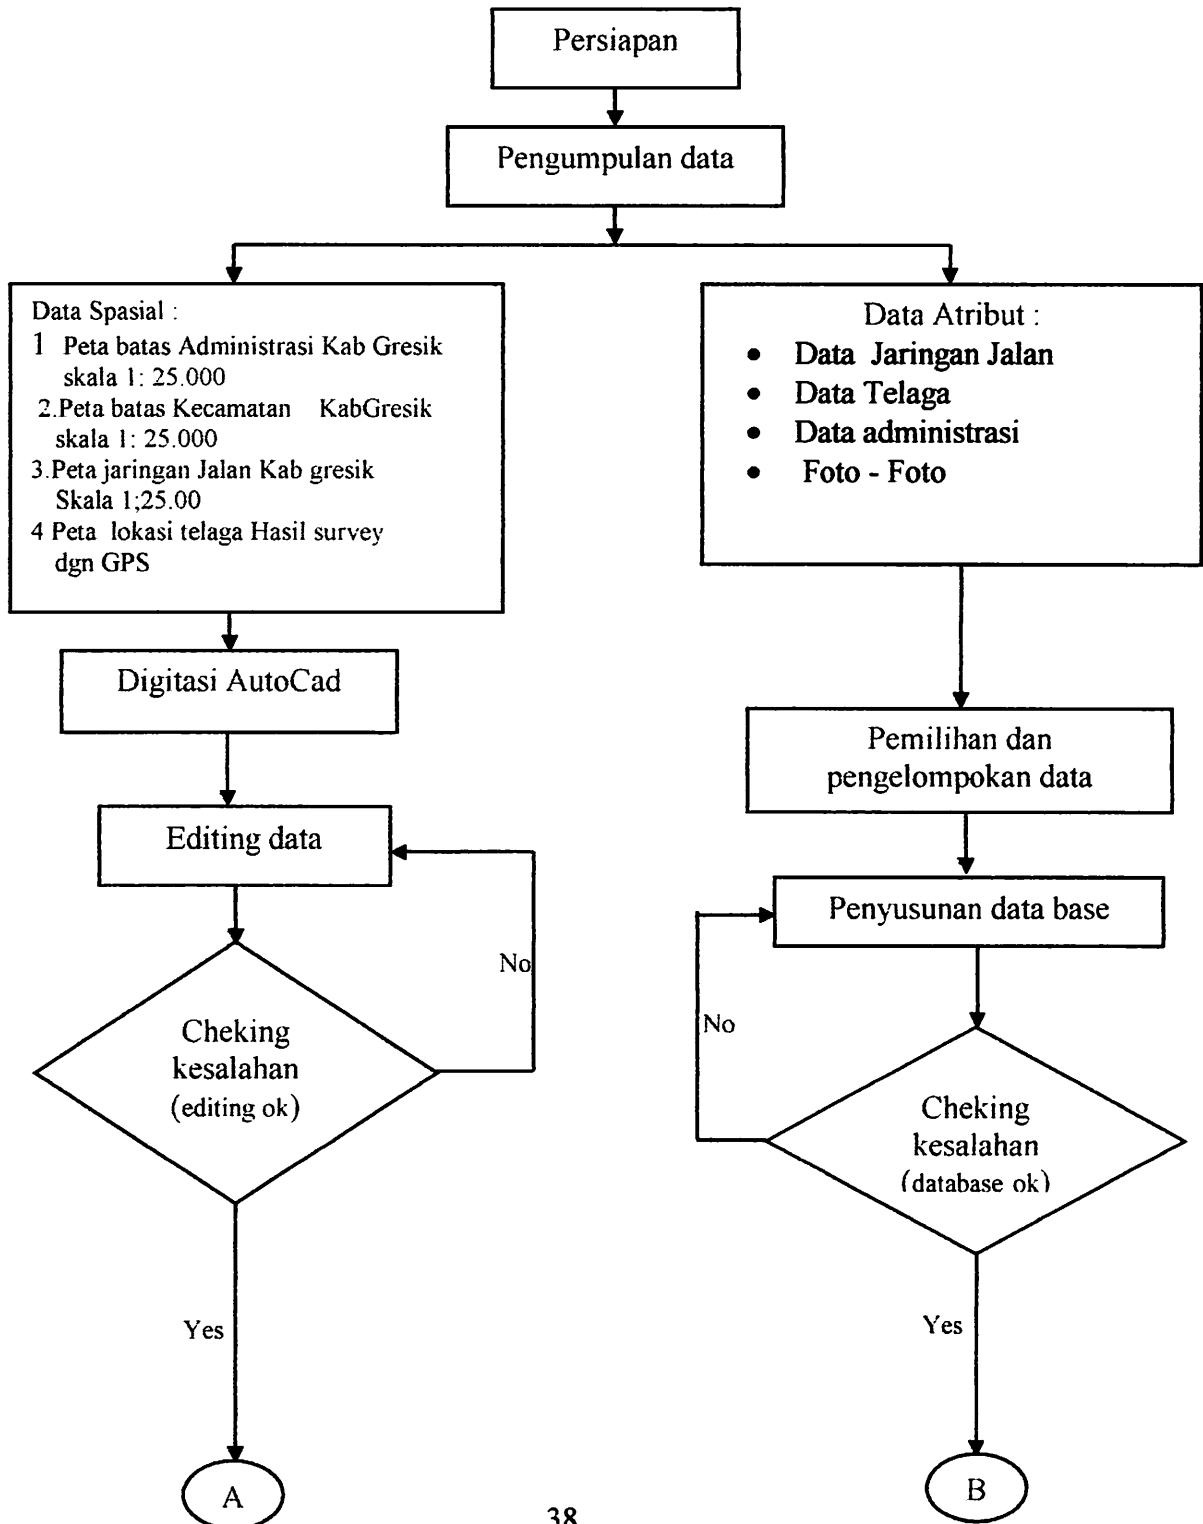 Persiapan
Pengumpulan data
Data Spasial :
1 Peta batas Administrasi Kab Gresik
skala 1: 25.000
2.Peta batas Kecamatan KabGresik
skala 1: 25.000
3.Peta jaringan Jalan Kab gresik
Skala 1;25.00
4 Peta lokasi telaga Hasil survey
dgn GPS
Data Atribut :
• Data Jaringan Jalan
• Data Telaga
• Data administrasi
• Foto - Foto
Digitasi AutoCad
Editing data
No
Cheking
kesalahan
(editing ok)
Yes
A
Pemilihan dan
pengelompokan data
Penyusunan data base
No
Cheking
kesalahan
(database ok)
Yes
B
38